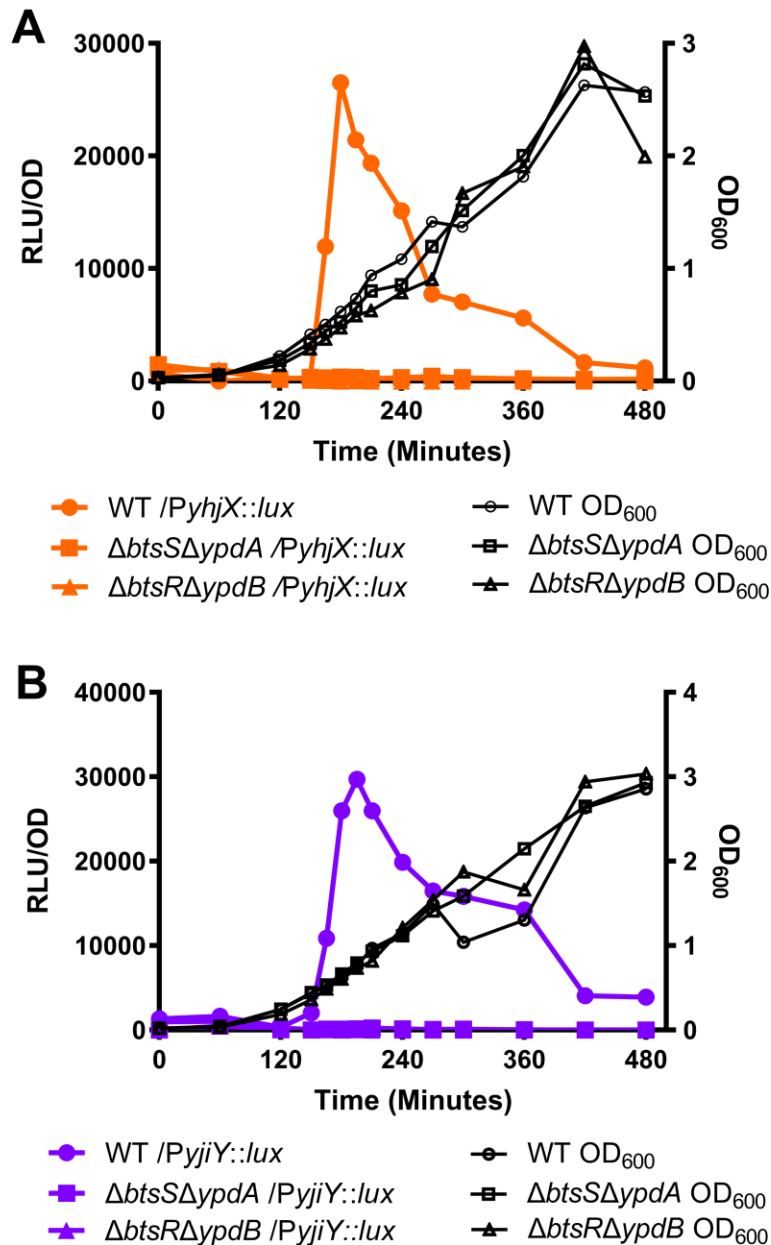 A
30000
20000
10000
0
RLU/OD
3
2
1
0
OD₆₀₀
0 120 240 360 480
Time (Minutes)
WT /PyhjX::lux
ΔbtsSΔypdA /PyhjX::lux
ΔbtsRΔypdB /PyhjX::lux
WT OD₆₀₀
ΔbtsSΔypdA OD₆₀₀
ΔbtsRΔypdB OD₆₀₀
B
40000
30000
20000
10000
0
RLU/OD
4
3
2
1
0
OD₆₀₀
0 120 240 360 480
Time (Minutes)
WT /PyjiY::lux
ΔbtsSΔypdA /PyjiY::lux
ΔbtsRΔypdB /PyjiY::lux
WT OD₆₀₀
ΔbtsSΔypdA OD₆₀₀
ΔbtsRΔypdB OD₆₀₀